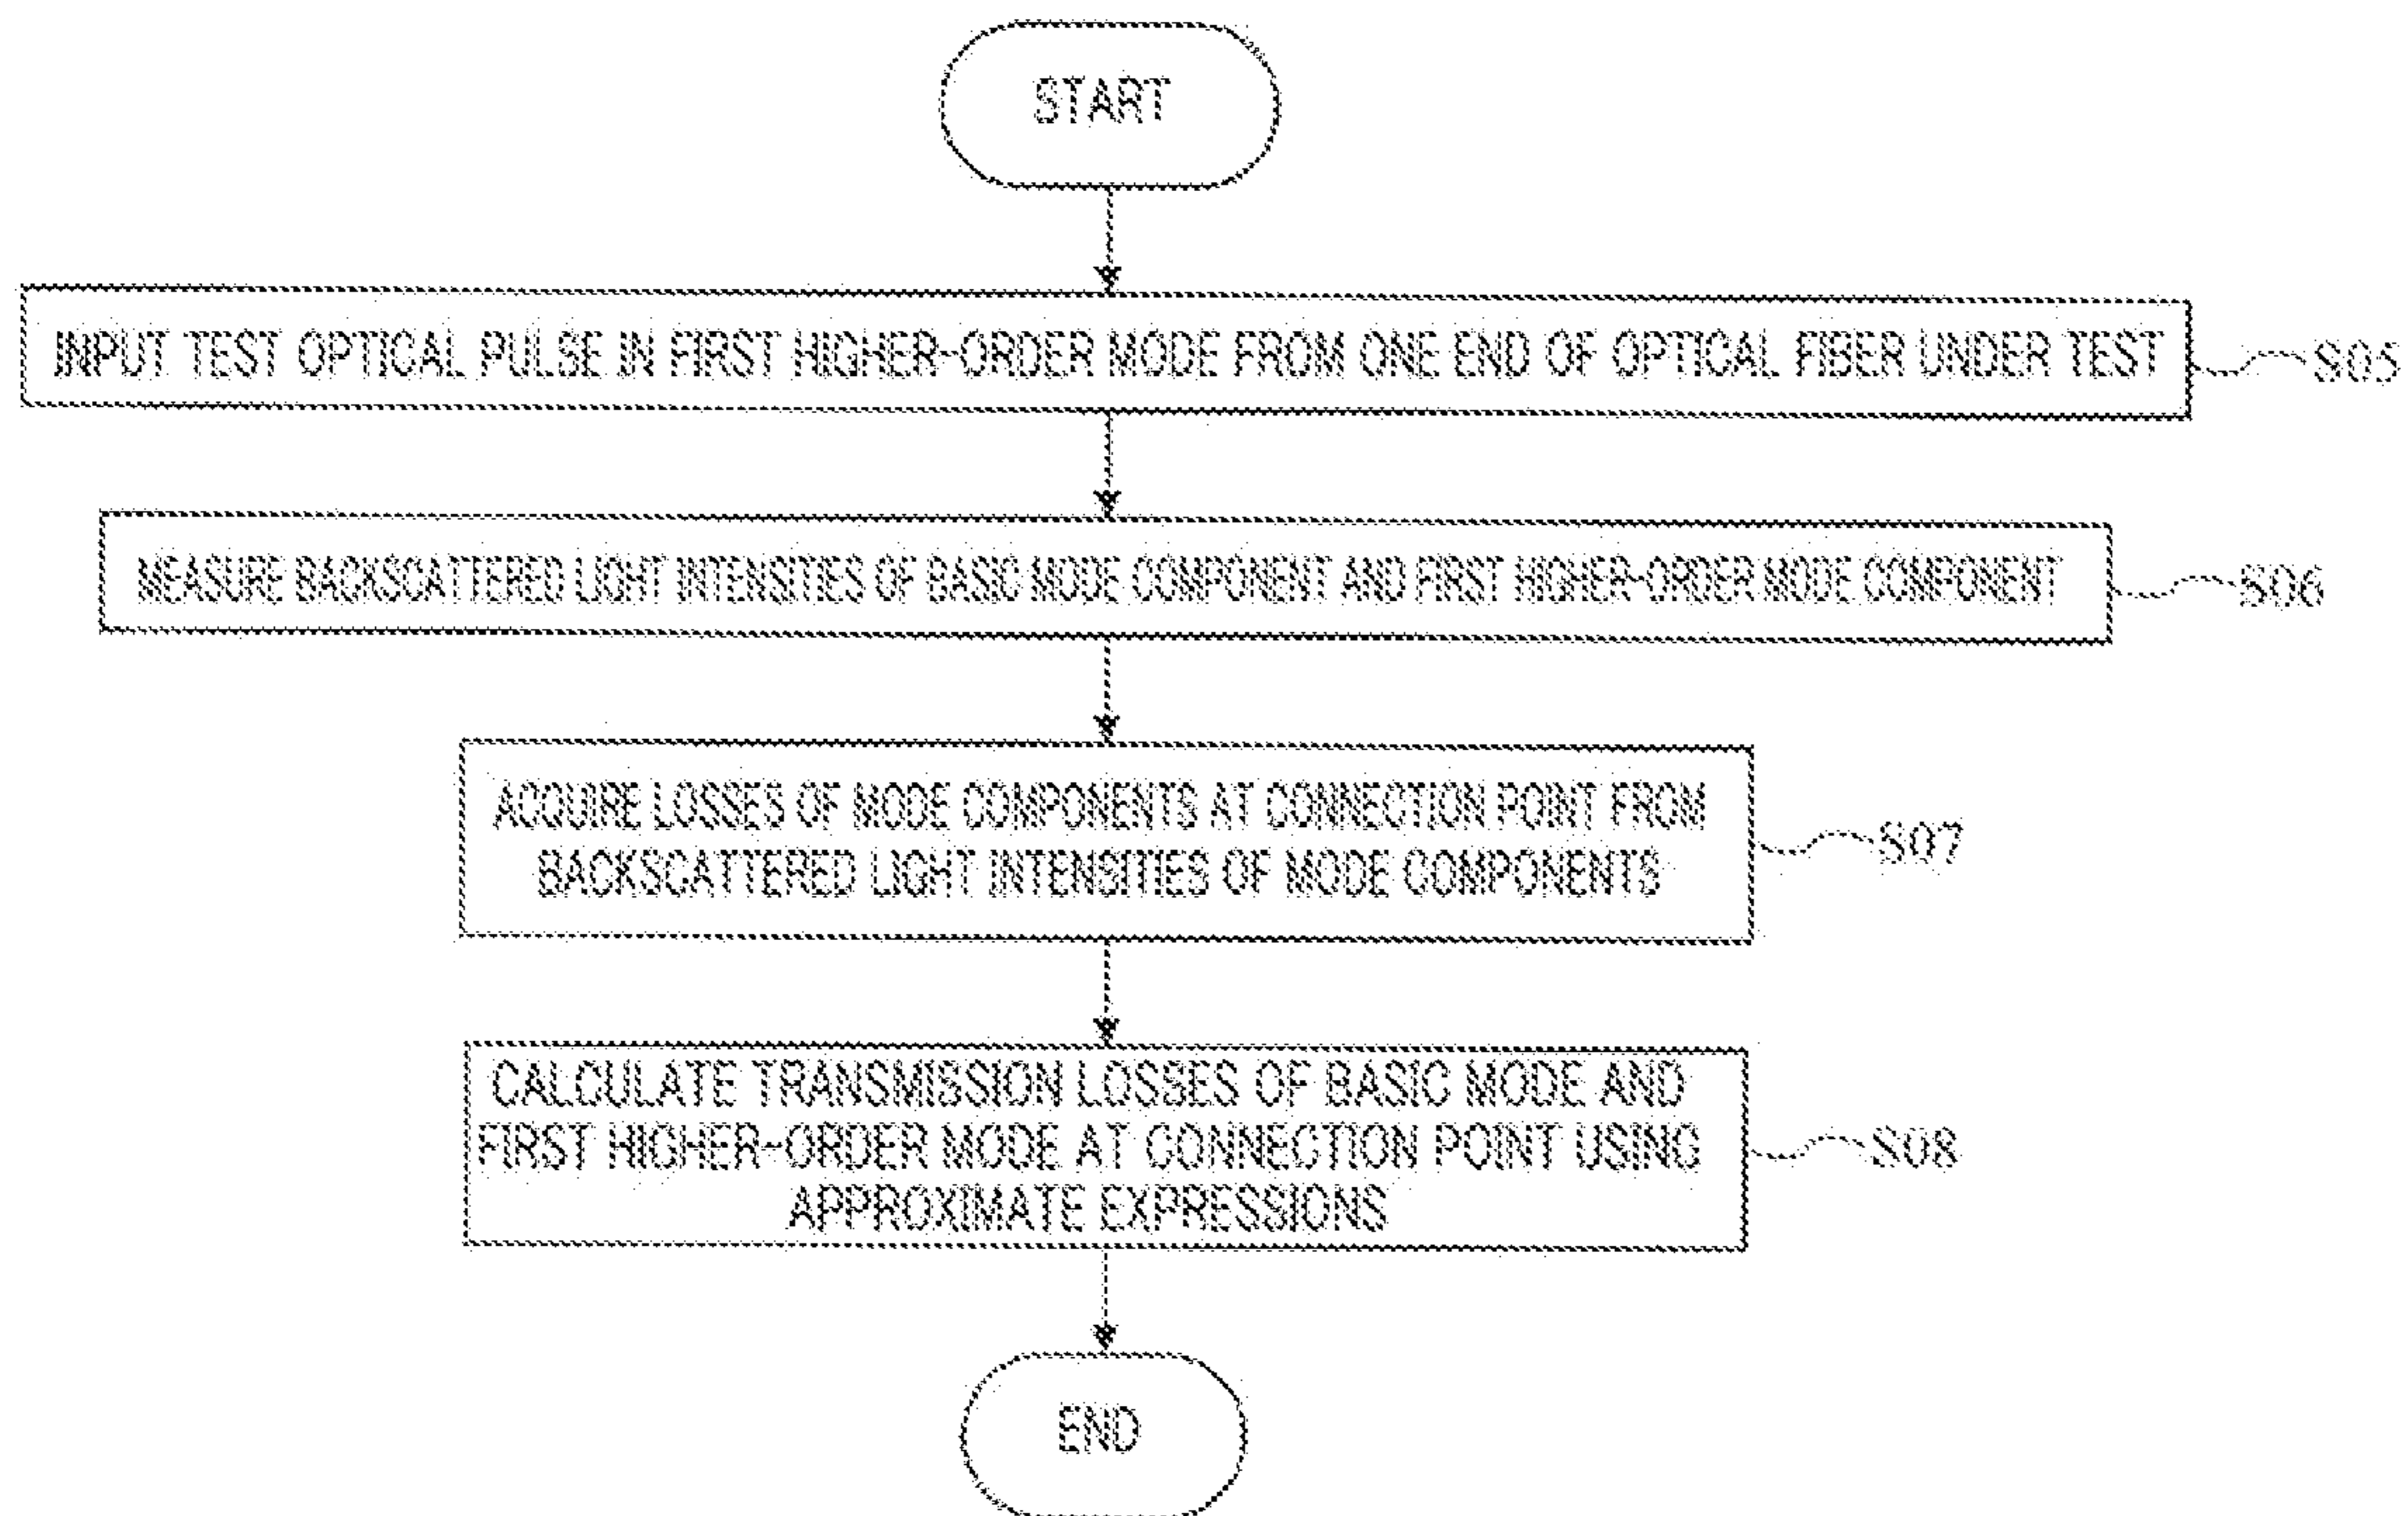 START
INPUT TEST OPTICAL PULSE IN FIRST HIGHER-ORDER MODE FROM ONE END OF OPTICAL FIBER UNDER TEST
S05
MEASURE BACKSCATTERED LIGHT INTENSITIES OF BASIC MODE COMPONENT AND FIRST HIGHER-ORDER MODE COMPONENT
S06
ACQUIRE LOSSES OF MODE COMPONENTS AT CONNECTION POINT FROM
BACKSCATTERED LIGHT INTENSITIES OF MODE COMPONENTS
S07
CALCULATE TRANSMISSION LOSSES OF BASIC MODE AND
FIRST HIGHER-ORDER MODE AT CONNECTION POINT USING
APPROXIMATE EXPRESSIONS
S08
END